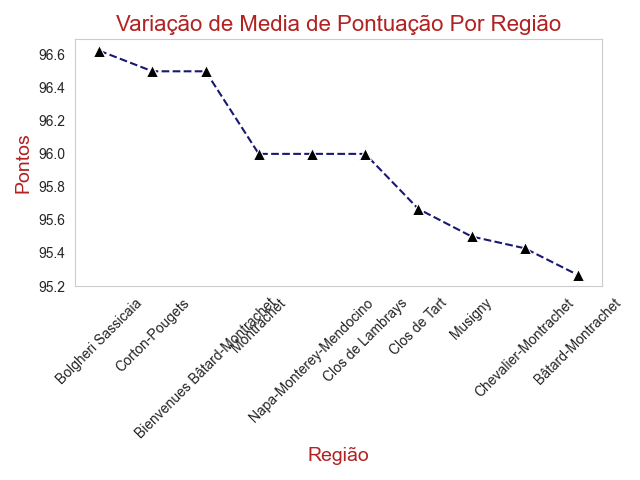 Variação de Media de Pontuação Por Região
Pontos
96.6
96.4
96.2
96.0
95.8
95.6
95.4
95.2
Bolgheri Sassicaia
Corton-Pougets
Bienvenues Bâtard-Montrachet
Montrachet
Napa-Monterey-Mendocino
Clos de Lambrays
Clos de Tart
Musigny
Chevalier-Montrachet
Bâtard-Montrachet
Região